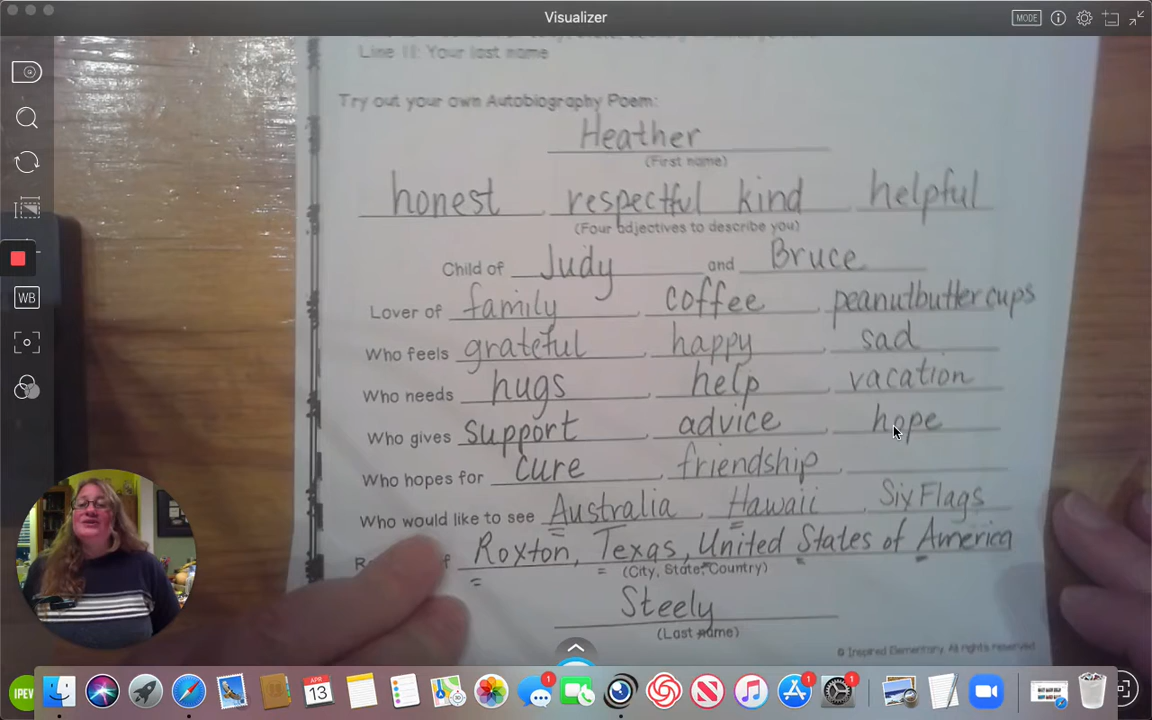 Visualizer
MODE
Line 11: Your last name
Try out your own Autobiography Poem:
Heather
(First name)
honest respectful kind helpful
(Four adjectives to describe you)
Child of Judy and Bruce
Lover of family, coffee, peanutbutter cups
Who feels grateful, happy, sad
Who needs hugs, help, vacation
Who gives support, advice, hope
Who hopes for cure, friendship,
Who would like to see Australia, Hawaii, Six Flags
Roxton, Texas, United States of America
(City, State, Country)
Steely
(Last name)
© Inspired Elementary. All rights reserved
WB
IPEV
APR
13
1
1
1